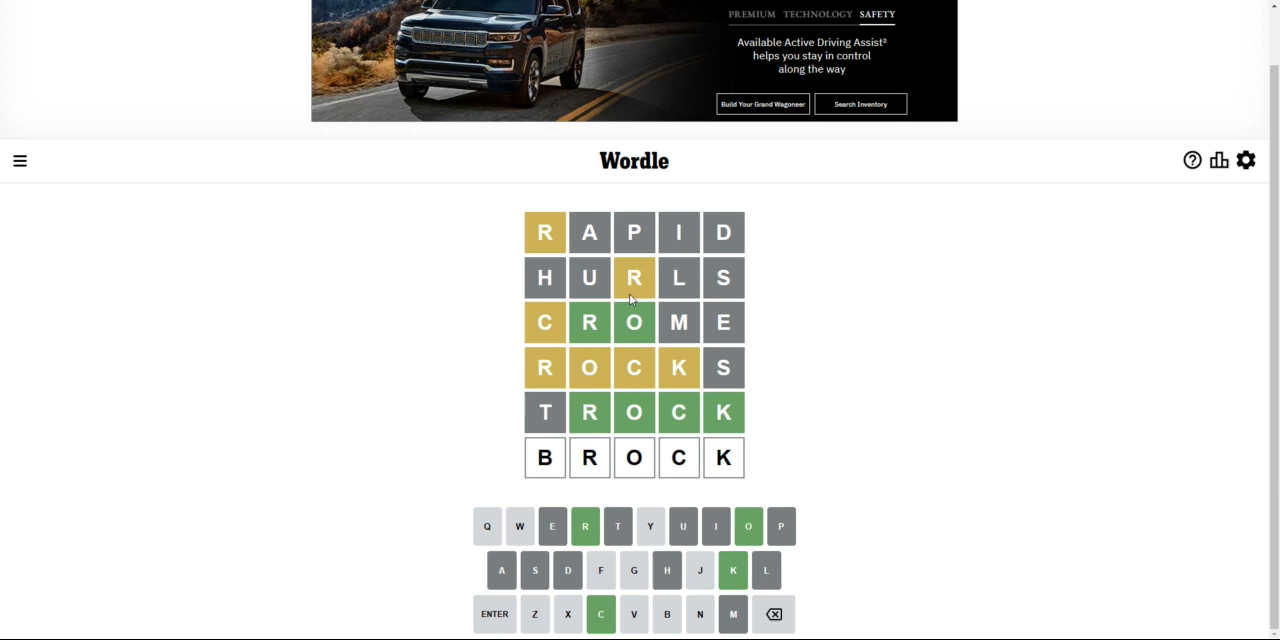 PREMIUM TECHNOLOGY SAFETY
Available Active Driving Assist²
helps you stay in control
along the way
Build Your Grand Wagoneer Search Inventory
Wordle
R A P I D
H U R L S
C R O M E
R O C K S
T R O C K
B R O C K
Q W E R T Y U I O P
A S D F G H J K L
ENTER Z X C V B N M